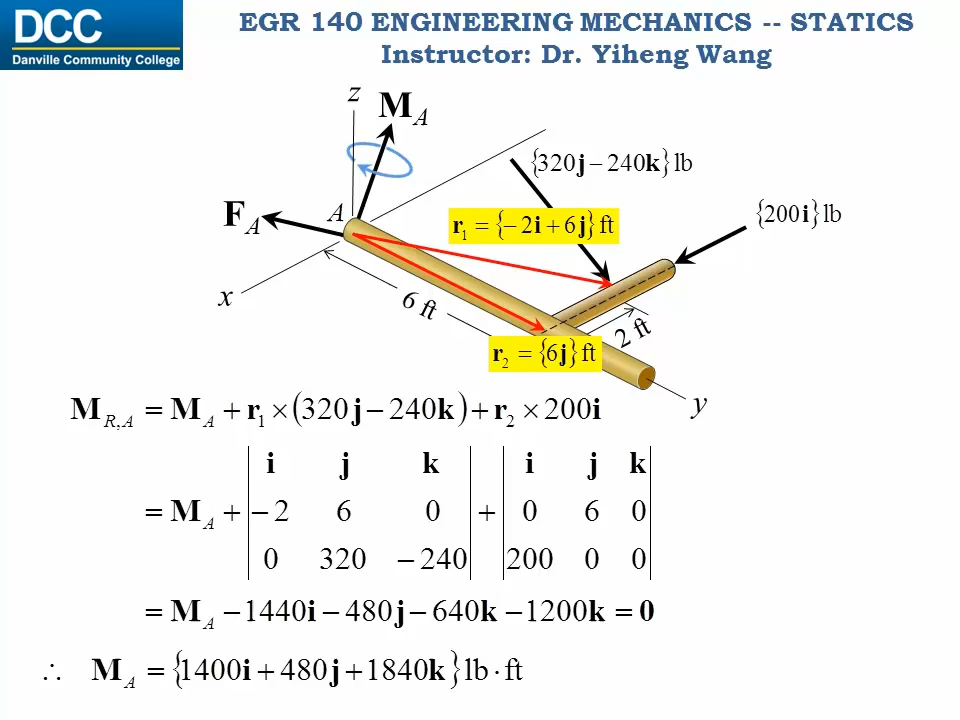 DCC
Danville Community College
EGR 140 ENGINEERING MECHANICS -- STATICS
Instructor: Dr. Yiheng Wang
z
M_A
{320j − 240k} lb
{200i} lb
F_A
A
r₁ = {− 2i + 6j} ft
x
6 ft
2 ft
r₂ = {6j} ft
y
M_{R,A} = M_A + r₁ × (320j − 240k) + r₂ × 200i
= M_A + | i j k | + | i j k |
− 2 6 0 0 6 0
0 320 − 240 200 0 0
= M_A − 1440i − 480j − 640k − 1200k = 0
∴ M_A = {1400i + 480j + 1840k} lb · ft